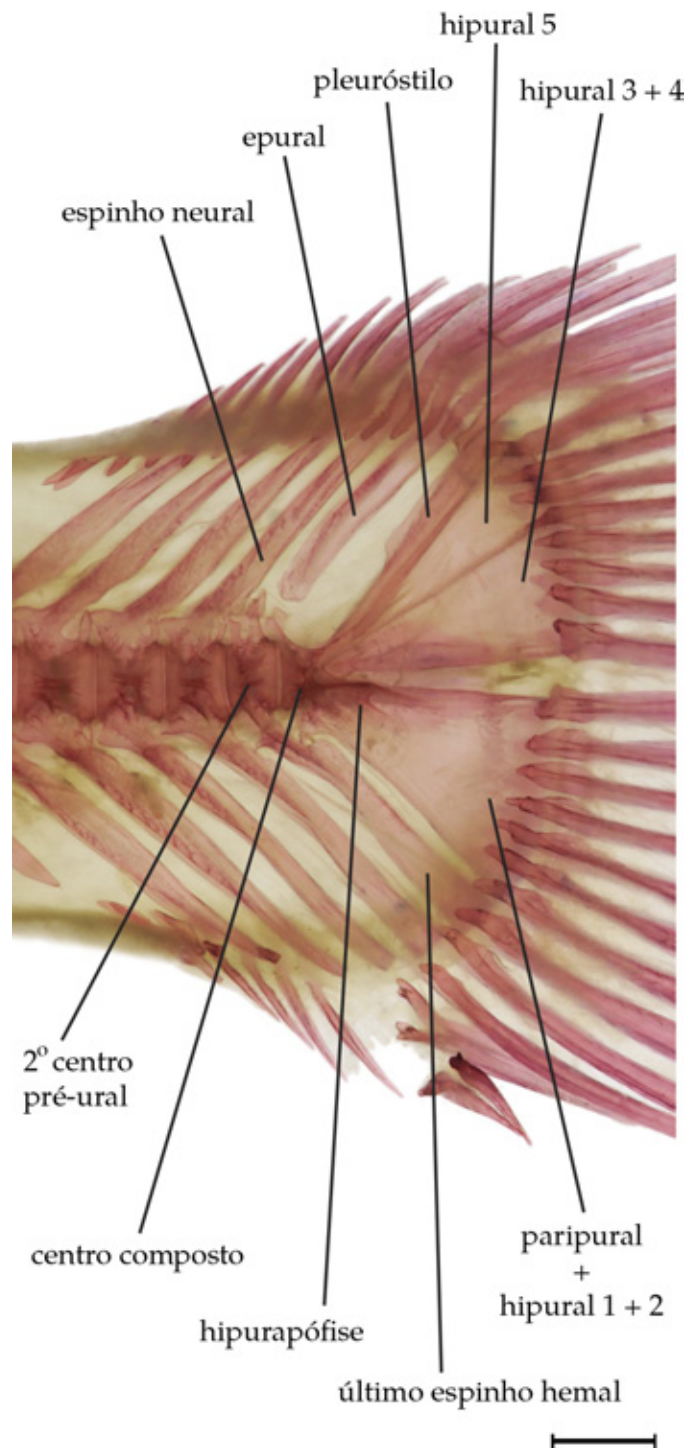 hipural 5
pleuróstilo
hipural 3 + 4
epural
espinho neural
2º centro
pré-ural
centro composto
paripural
+
hipural 1 + 2
hipurapófise
último espinho hemal